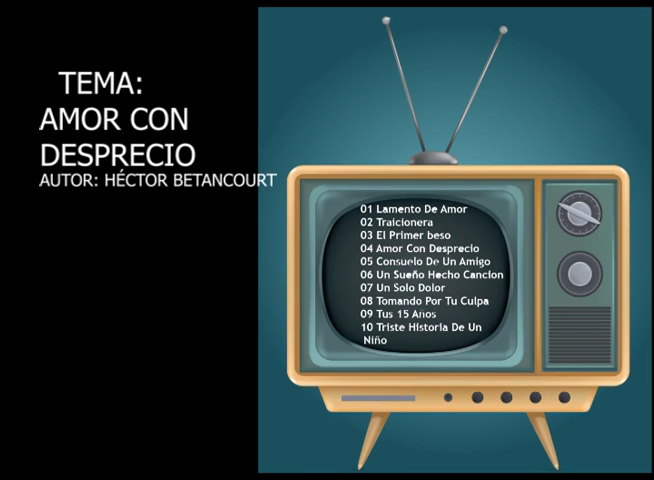 TEMA:
AMOR CON
DESPRECIO
AUTOR: HÉCTOR BETANCOURT
01 Lamento De Amor
02 Traicionera
03 El Primer beso
04 Amor Con Desprecio
05 Consuelo De Un Amigo
06 Un Sueño Hecho Cancion
07 Un Solo Dolor
08 Tomando Por Tu Culpa
09 Tus 15 Años
10 Triste Historia De Un
Niño